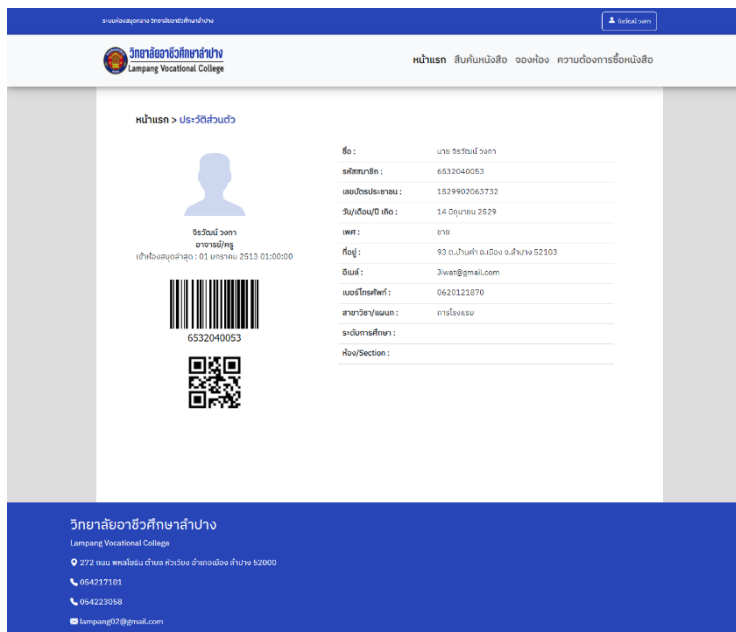 ระบบห้องสมุดกลาง วิทยาลัยอาชีวศึกษาลำปาง
จิรวัฒน์ วงกา
วิทยาลัยอาชีวศึกษาลำปาง
Lampang Vocational College
หน้าแรก สืบค้นหนังสือ จองห้อง ความต้องการซื้อหนังสือ
หน้าแรก > ประวัติส่วนตัว
จิรวัฒน์ วงกา
อาจารย์/ครู
เข้าห้องสมุดล่าสุด : 01 มกราคม 2513 01:00:00
6532040053
ชื่อ : นาย จิรวัฒน์ วงกา
รหัสสมาชิก : 6532040053
เลขบัตรประชาชน : 1529902063732
วัน/เดือน/ปี เกิด : 14 มิถุนายน 2529
เพศ : ชาย
ที่อยู่ : 93 ต.บ้านค่า อ.เมือง จ.ลำปาง 52103
อีเมล์ : Jiwat@gmail.com
เบอร์โทรศัพท์ : 0620121870
สาขาวิชา/แผนก : การโรงแรม
ระดับการศึกษา :
ห้อง/Section :
วิทยาลัยอาชีวศึกษาลำปาง
Lampang Vocational College
272 ถนน พหลโยธิน ตำบล หัวเวียง อำเภอเมือง ลำปาง 52000
054217101
054223058
lampang02@gmail.com